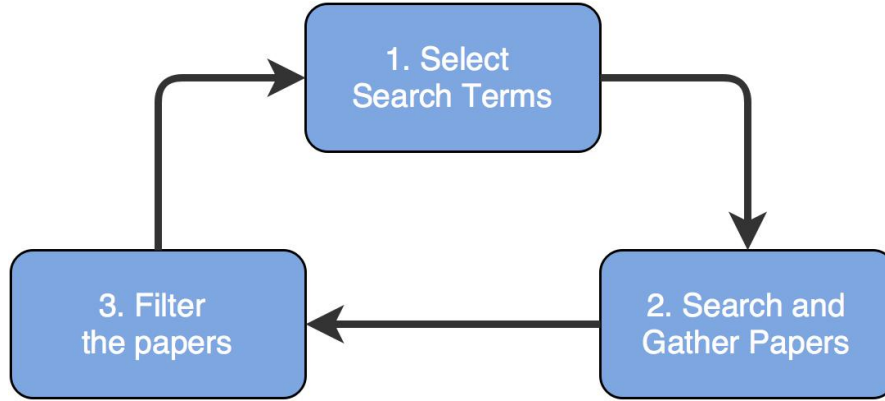 1. Select
Search Terms
2. Search and
Gather Papers
3. Filter
the papers